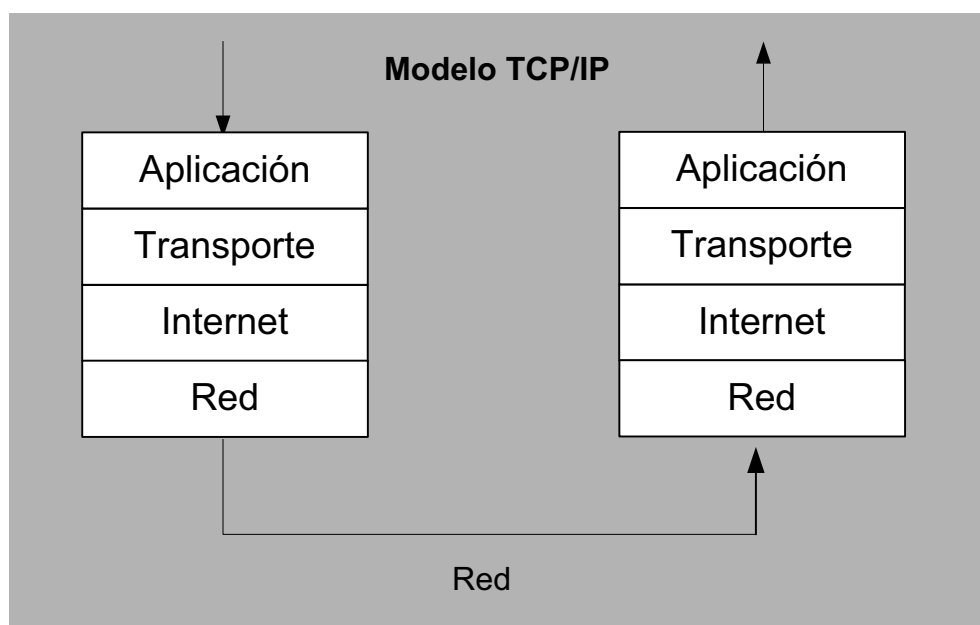 Modelo TCP/IP
Aplicación
Transporte
Internet
Red
Aplicación
Transporte
Internet
Red
Red